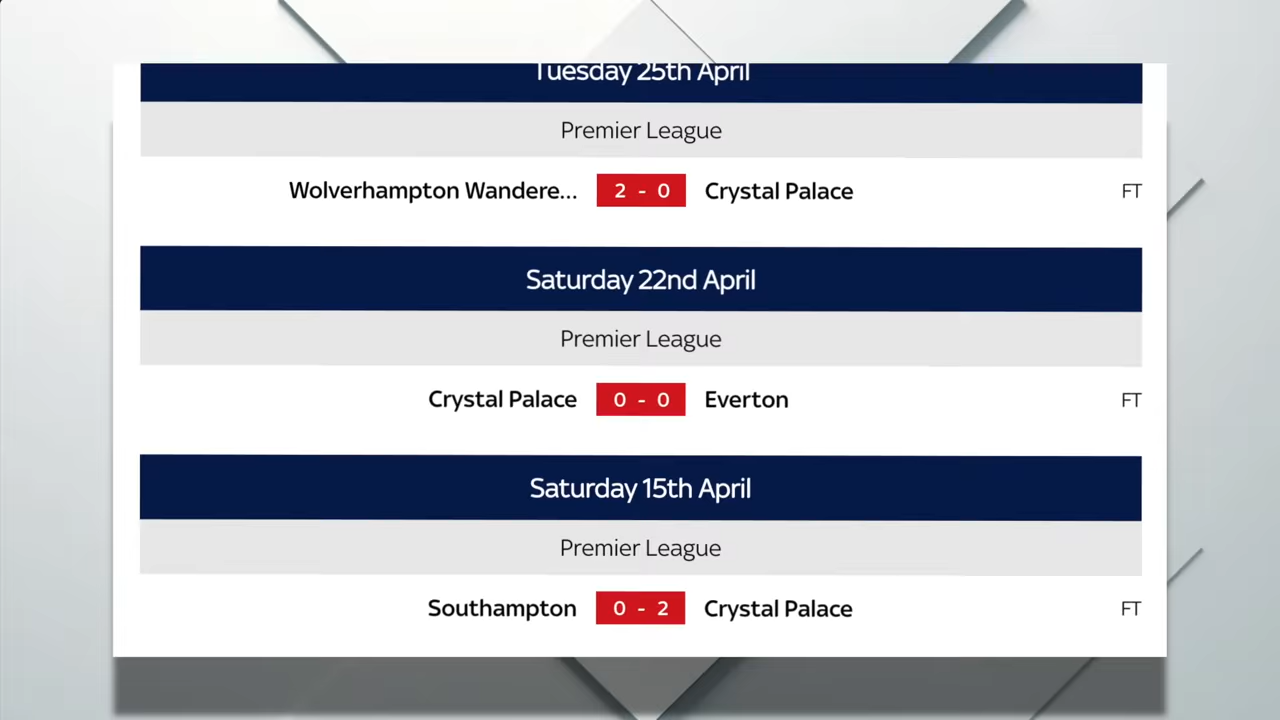 Tuesday 25th April
Premier League
Wolverhampton Wandere... 2 - 0 Crystal Palace FT
Saturday 22nd April
Premier League
Crystal Palace 0 - 0 Everton FT
Saturday 15th April
Premier League
Southampton 0 - 2 Crystal Palace FT